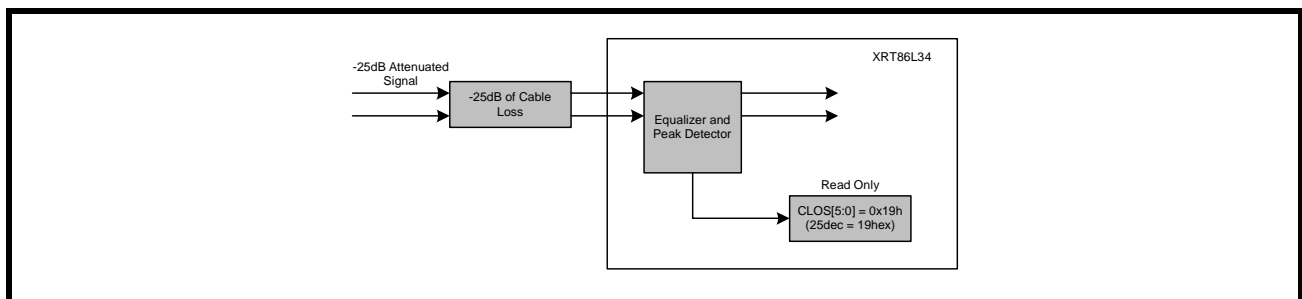 XRT86L34
-25dB Attenuated
Signal
-25dB of Cable
Loss
Equalizer and
Peak Detector
Read Only
CLOS[5:0] = 0x19h
(25dec = 19hex)